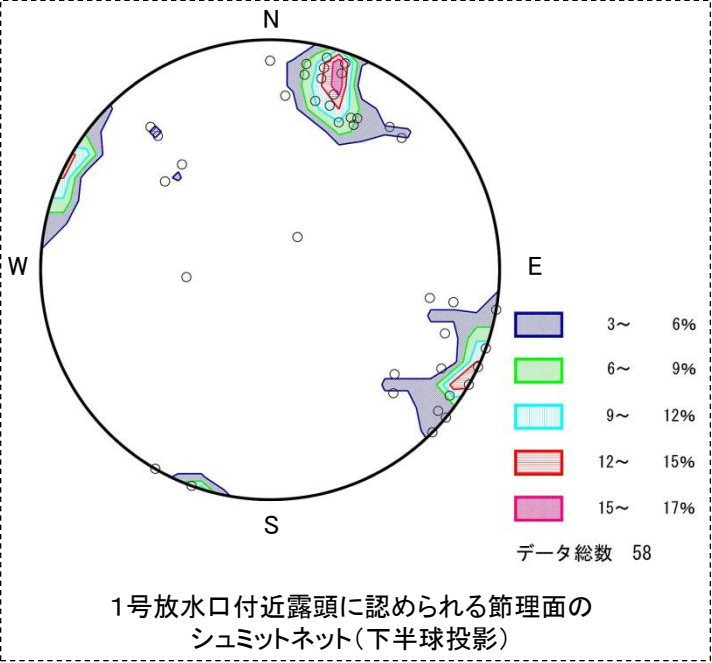 N
W
E
S
3～ 6%
6～ 9%
9～ 12%
12～ 15%
15～ 17%
データ総数 58
１号放水口付近露頭に認められる節理面の
シュミットネット（下半球投影）